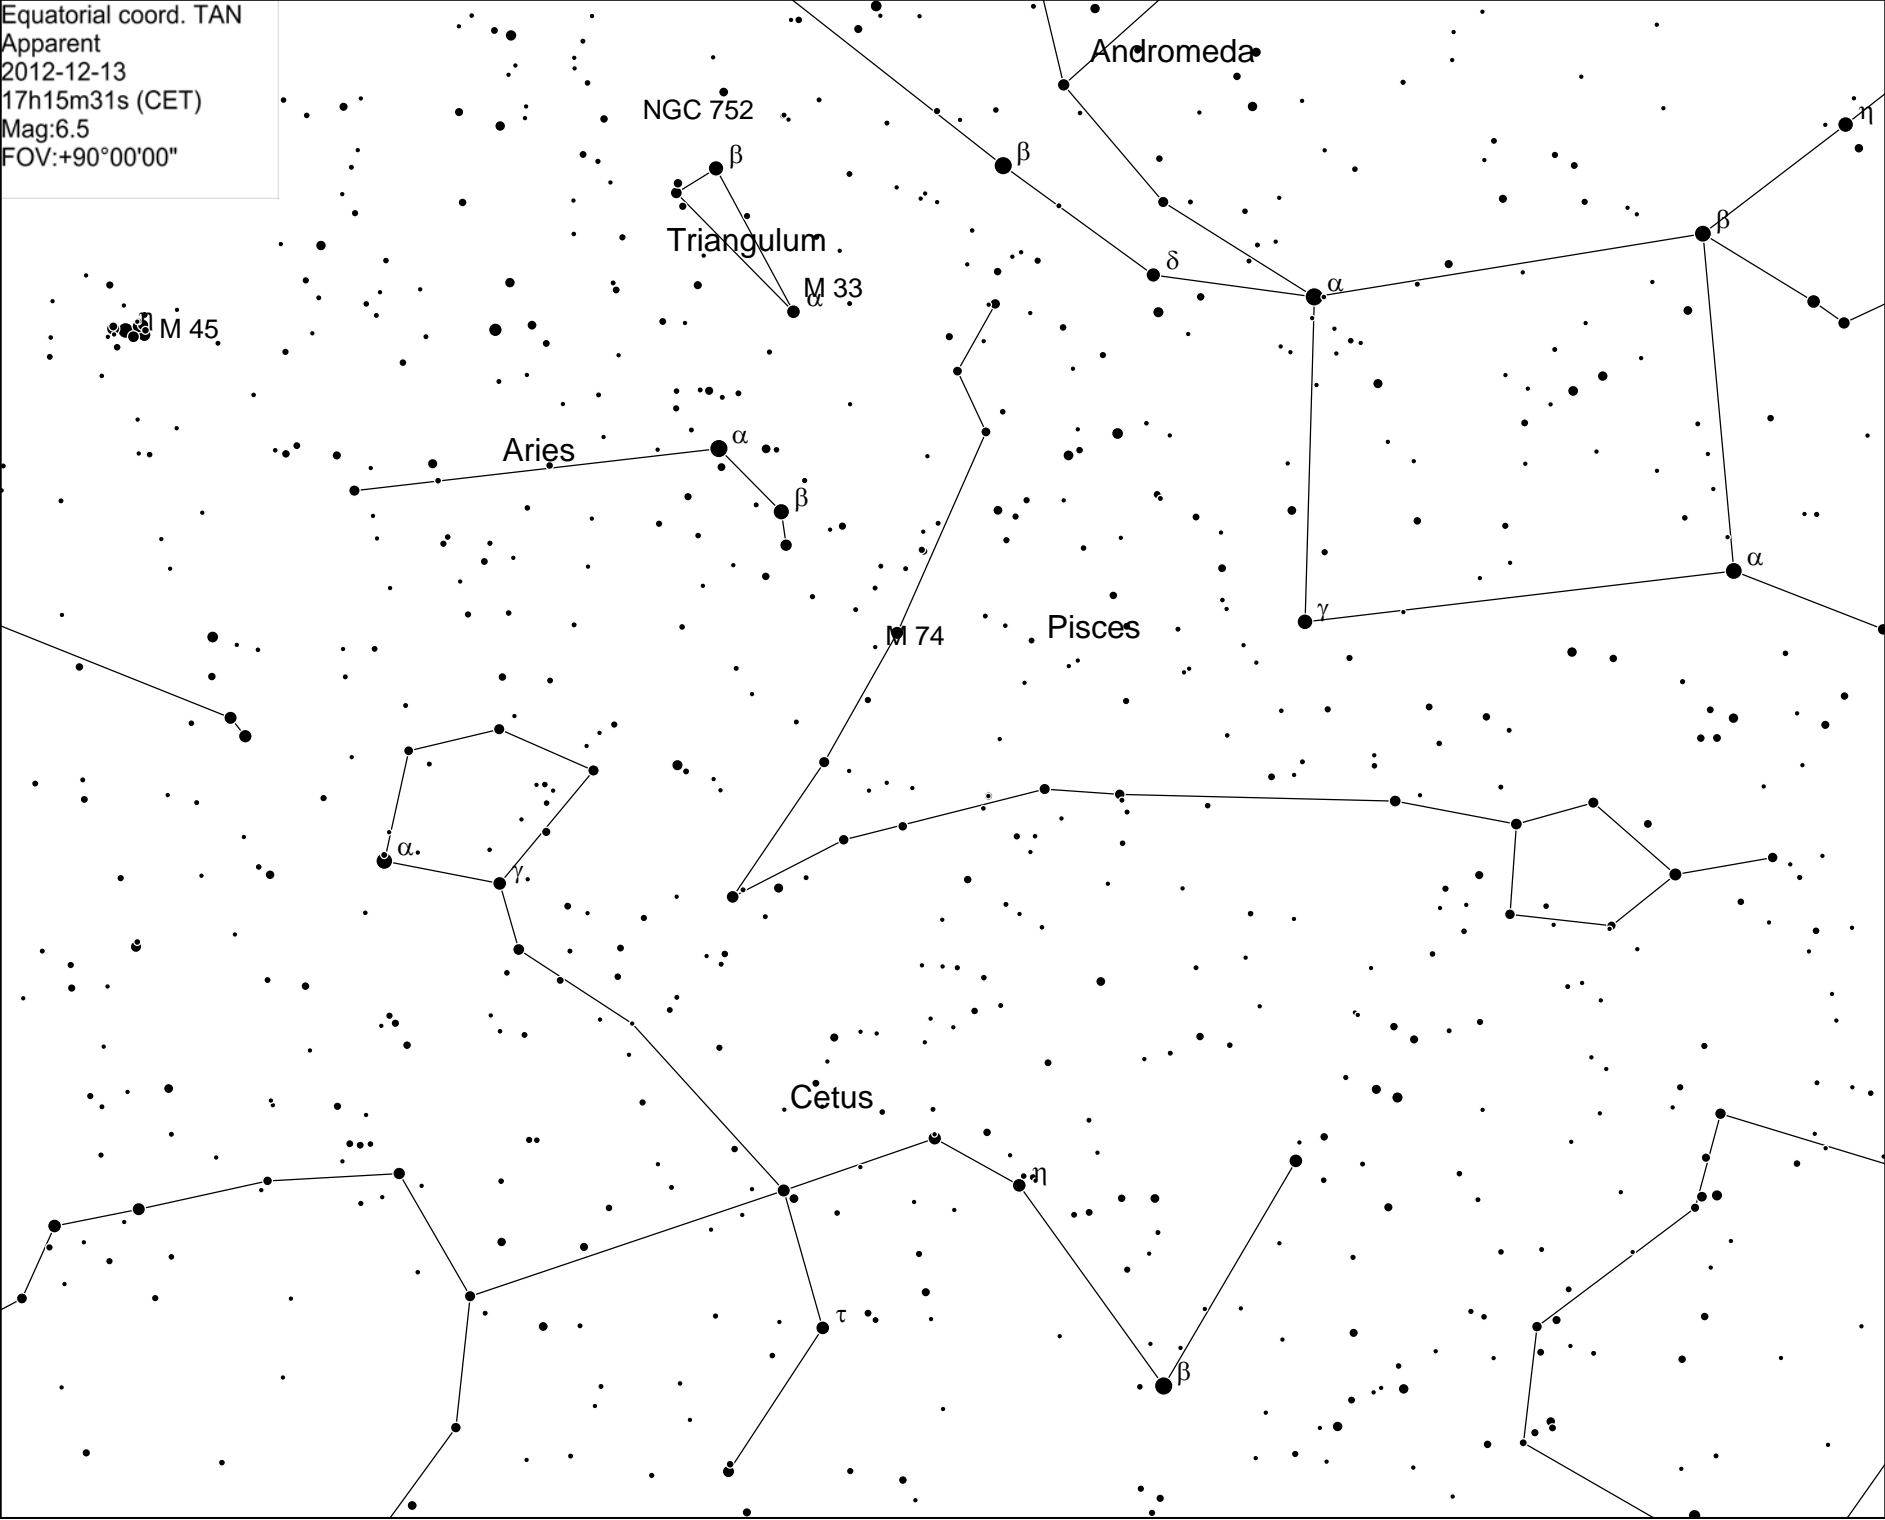 Equatorial coord. TAN
Apparent
2012-12-13
17h15m31s (CET)
Mag:6.5
FOV:+90°00'00"
Andromeda
NGC 752
η
β
β
β
Triangulum
δ
α
M 33
α
η
M 45
α
Aries
β
α
γ
Pisces
M 74
α
γ
Cetus
η
τ
β